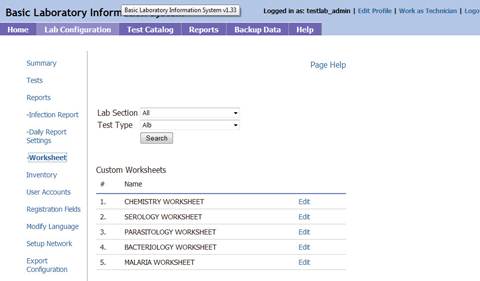 Basic Laboratory Infor
Basic Laboratory Information System v1.33
Logged in as: testlab_admin | Edit Profile | Work as Technician | Logo
Home Lab Configuration Test Catalog Reports Backup Data Help
Page Help
Summary
Tests
Reports
-Infection Report
-Daily Report
Settings
-Worksheet
Inventory
User Accounts
Registration Fields
Modify Language
Setup Network
Export
Configuration
Lab Section All
Test Type Alb
Search
Custom Worksheets
# Name
1. CHEMISTRY WORKSHEET Edit
2. SEROLOGY WORKSHEET Edit
3. PARASITOLOGY WORKSHEET Edit
4. BACTERIOLOGY WORKSHEET Edit
5. MALARIA WORKSHEET Edit